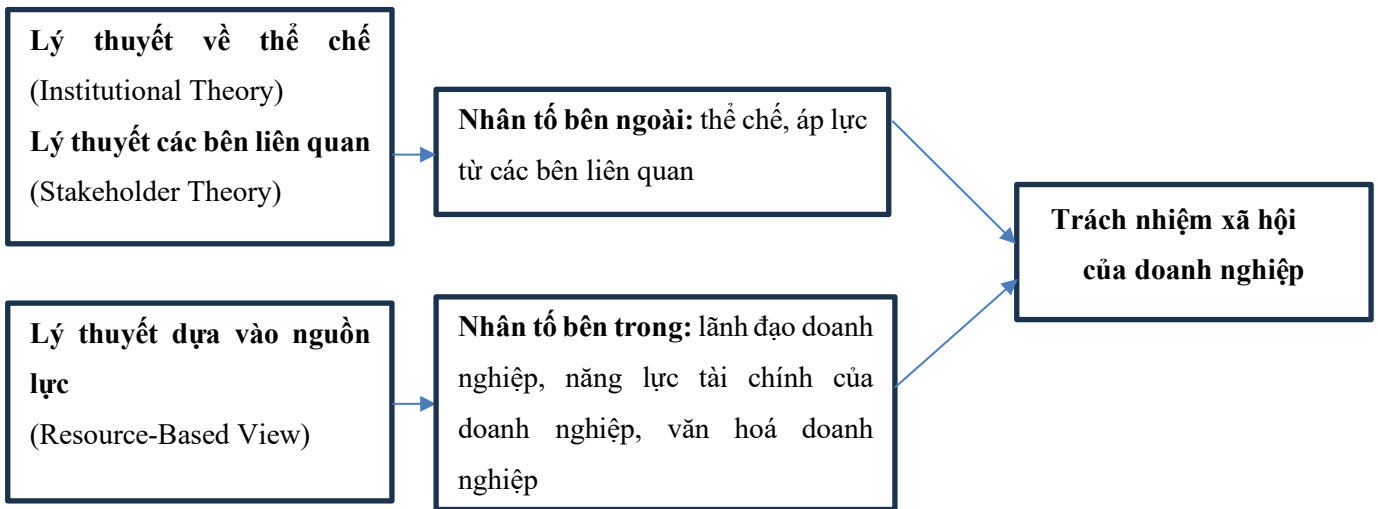 Lý thuyết về thể chế
(Institutional Theory)
Lý thuyết các bên liên quan
(Stakeholder Theory)
Nhân tố bên ngoài: thể chế, áp lực
từ các bên liên quan
Trách nhiệm xã hội
của doanh nghiệp
Lý thuyết dựa vào nguồn
lực
(Resource-Based View)
Nhân tố bên trong: lãnh đạo doanh
nghiệp, năng lực tài chính của
doanh nghiệp, văn hoá doanh
nghiệp